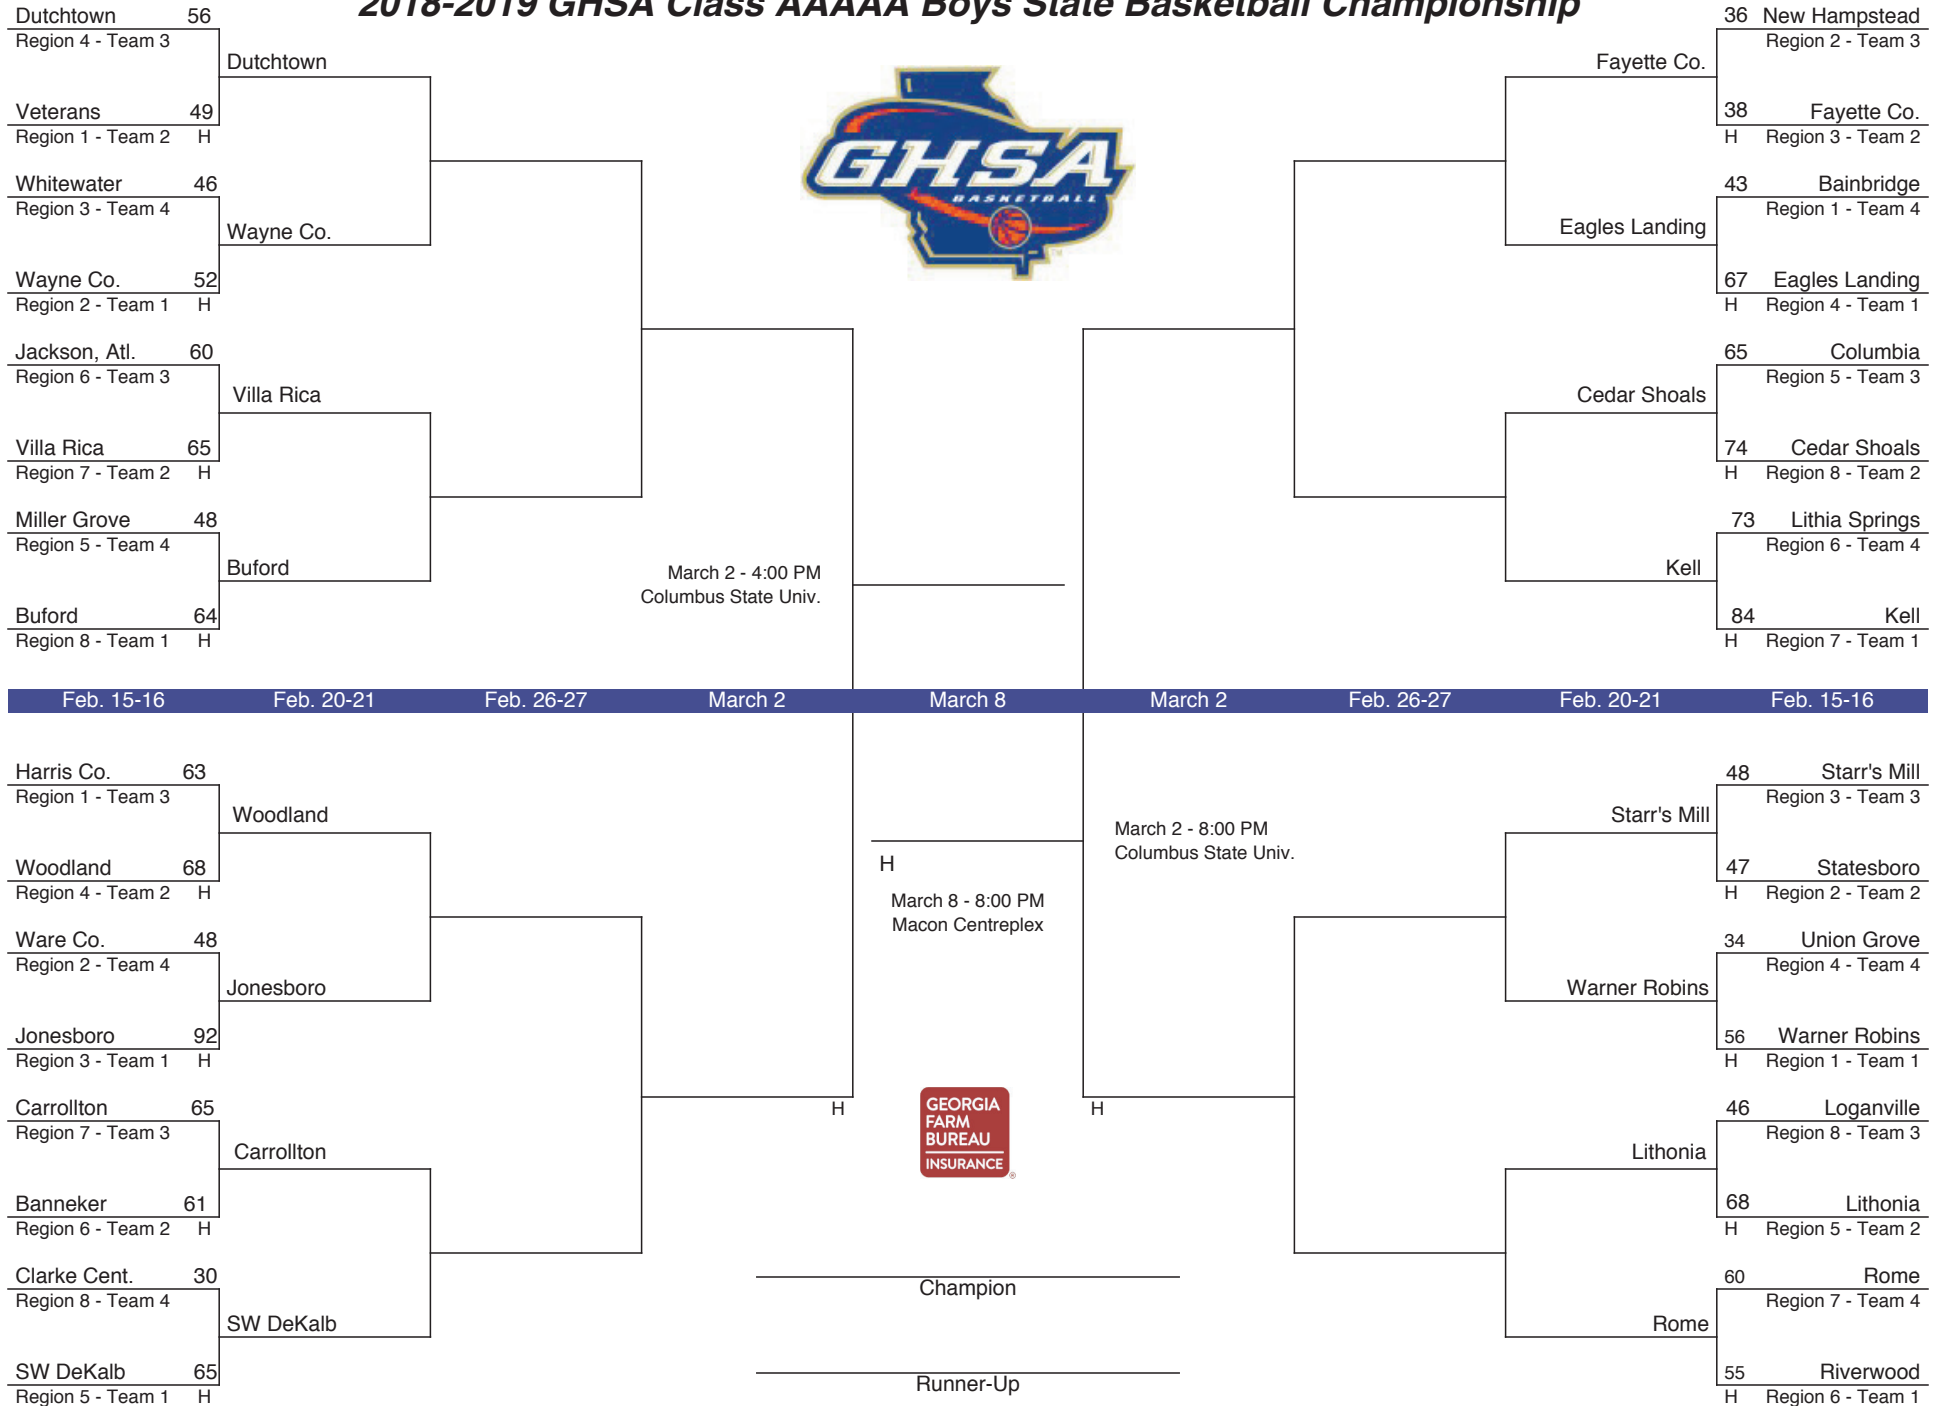 2018-2019 GHSA Class AAAAA Boys State Basketball Championship
Dutchtown 56
Region 4 - Team 3
Dutchtown
Veterans 49
Region 1 - Team 2 H
Whitewater 46
Region 3 - Team 4
Wayne Co.
Wayne Co. 52
Region 2 - Team 1 H
Jackson, Atl. 60
Region 6 - Team 3
Villa Rica
Villa Rica 65
Region 7 - Team 2 H
Miller Grove 48
Region 5 - Team 4
Buford
Buford 64
Region 8 - Team 1 H
GHSA
BASKETBALL
TM
March 2 - 4:00 PM
Columbus State Univ.
36 New Hampstead
Region 2 - Team 3
Fayette Co.
38 Fayette Co.
H Region 3 - Team 2
43 Bainbridge
Region 1 - Team 4
Eagles Landing
67 Eagles Landing
H Region 4 - Team 1
65 Columbia
Region 5 - Team 3
Cedar Shoals
74 Cedar Shoals
H Region 8 - Team 2
73 Lithia Springs
Region 6 - Team 4
Kell
84 Kell
H Region 7 - Team 1
Feb. 15-16 Feb. 20-21 Feb. 26-27 March 2 March 8 March 2 Feb. 26-27 Feb. 20-21 Feb. 15-16
Harris Co. 63
Region 1 - Team 3
Woodland
Woodland 68
Region 4 - Team 2 H
Ware Co. 48
Region 2 - Team 4
Jonesboro
Jonesboro 92
Region 3 - Team 1 H
Carrollton 65
Region 7 - Team 3
Carrollton
Banneker 61
Region 6 - Team 2 H
Clarke Cent. 30
Region 8 - Team 4
SW DeKalb
SW DeKalb 65
Region 5 - Team 1 H
March 2 - 8:00 PM
Columbus State Univ.
H
March 8 - 8:00 PM
Macon Centreplex
H
H
GEORGIA
FARM
BUREAU
INSURANCE
®
Champion
Runner-Up
48 Starr's Mill
Region 3 - Team 3
Starr's Mill
47 Statesboro
H Region 2 - Team 2
34 Union Grove
Region 4 - Team 4
Warner Robins
56 Warner Robins
H Region 1 - Team 1
46 Loganville
Region 8 - Team 3
Lithonia
68 Lithonia
H Region 5 - Team 2
60 Rome
Region 7 - Team 4
Rome
55 Riverwood
H Region 6 - Team 1